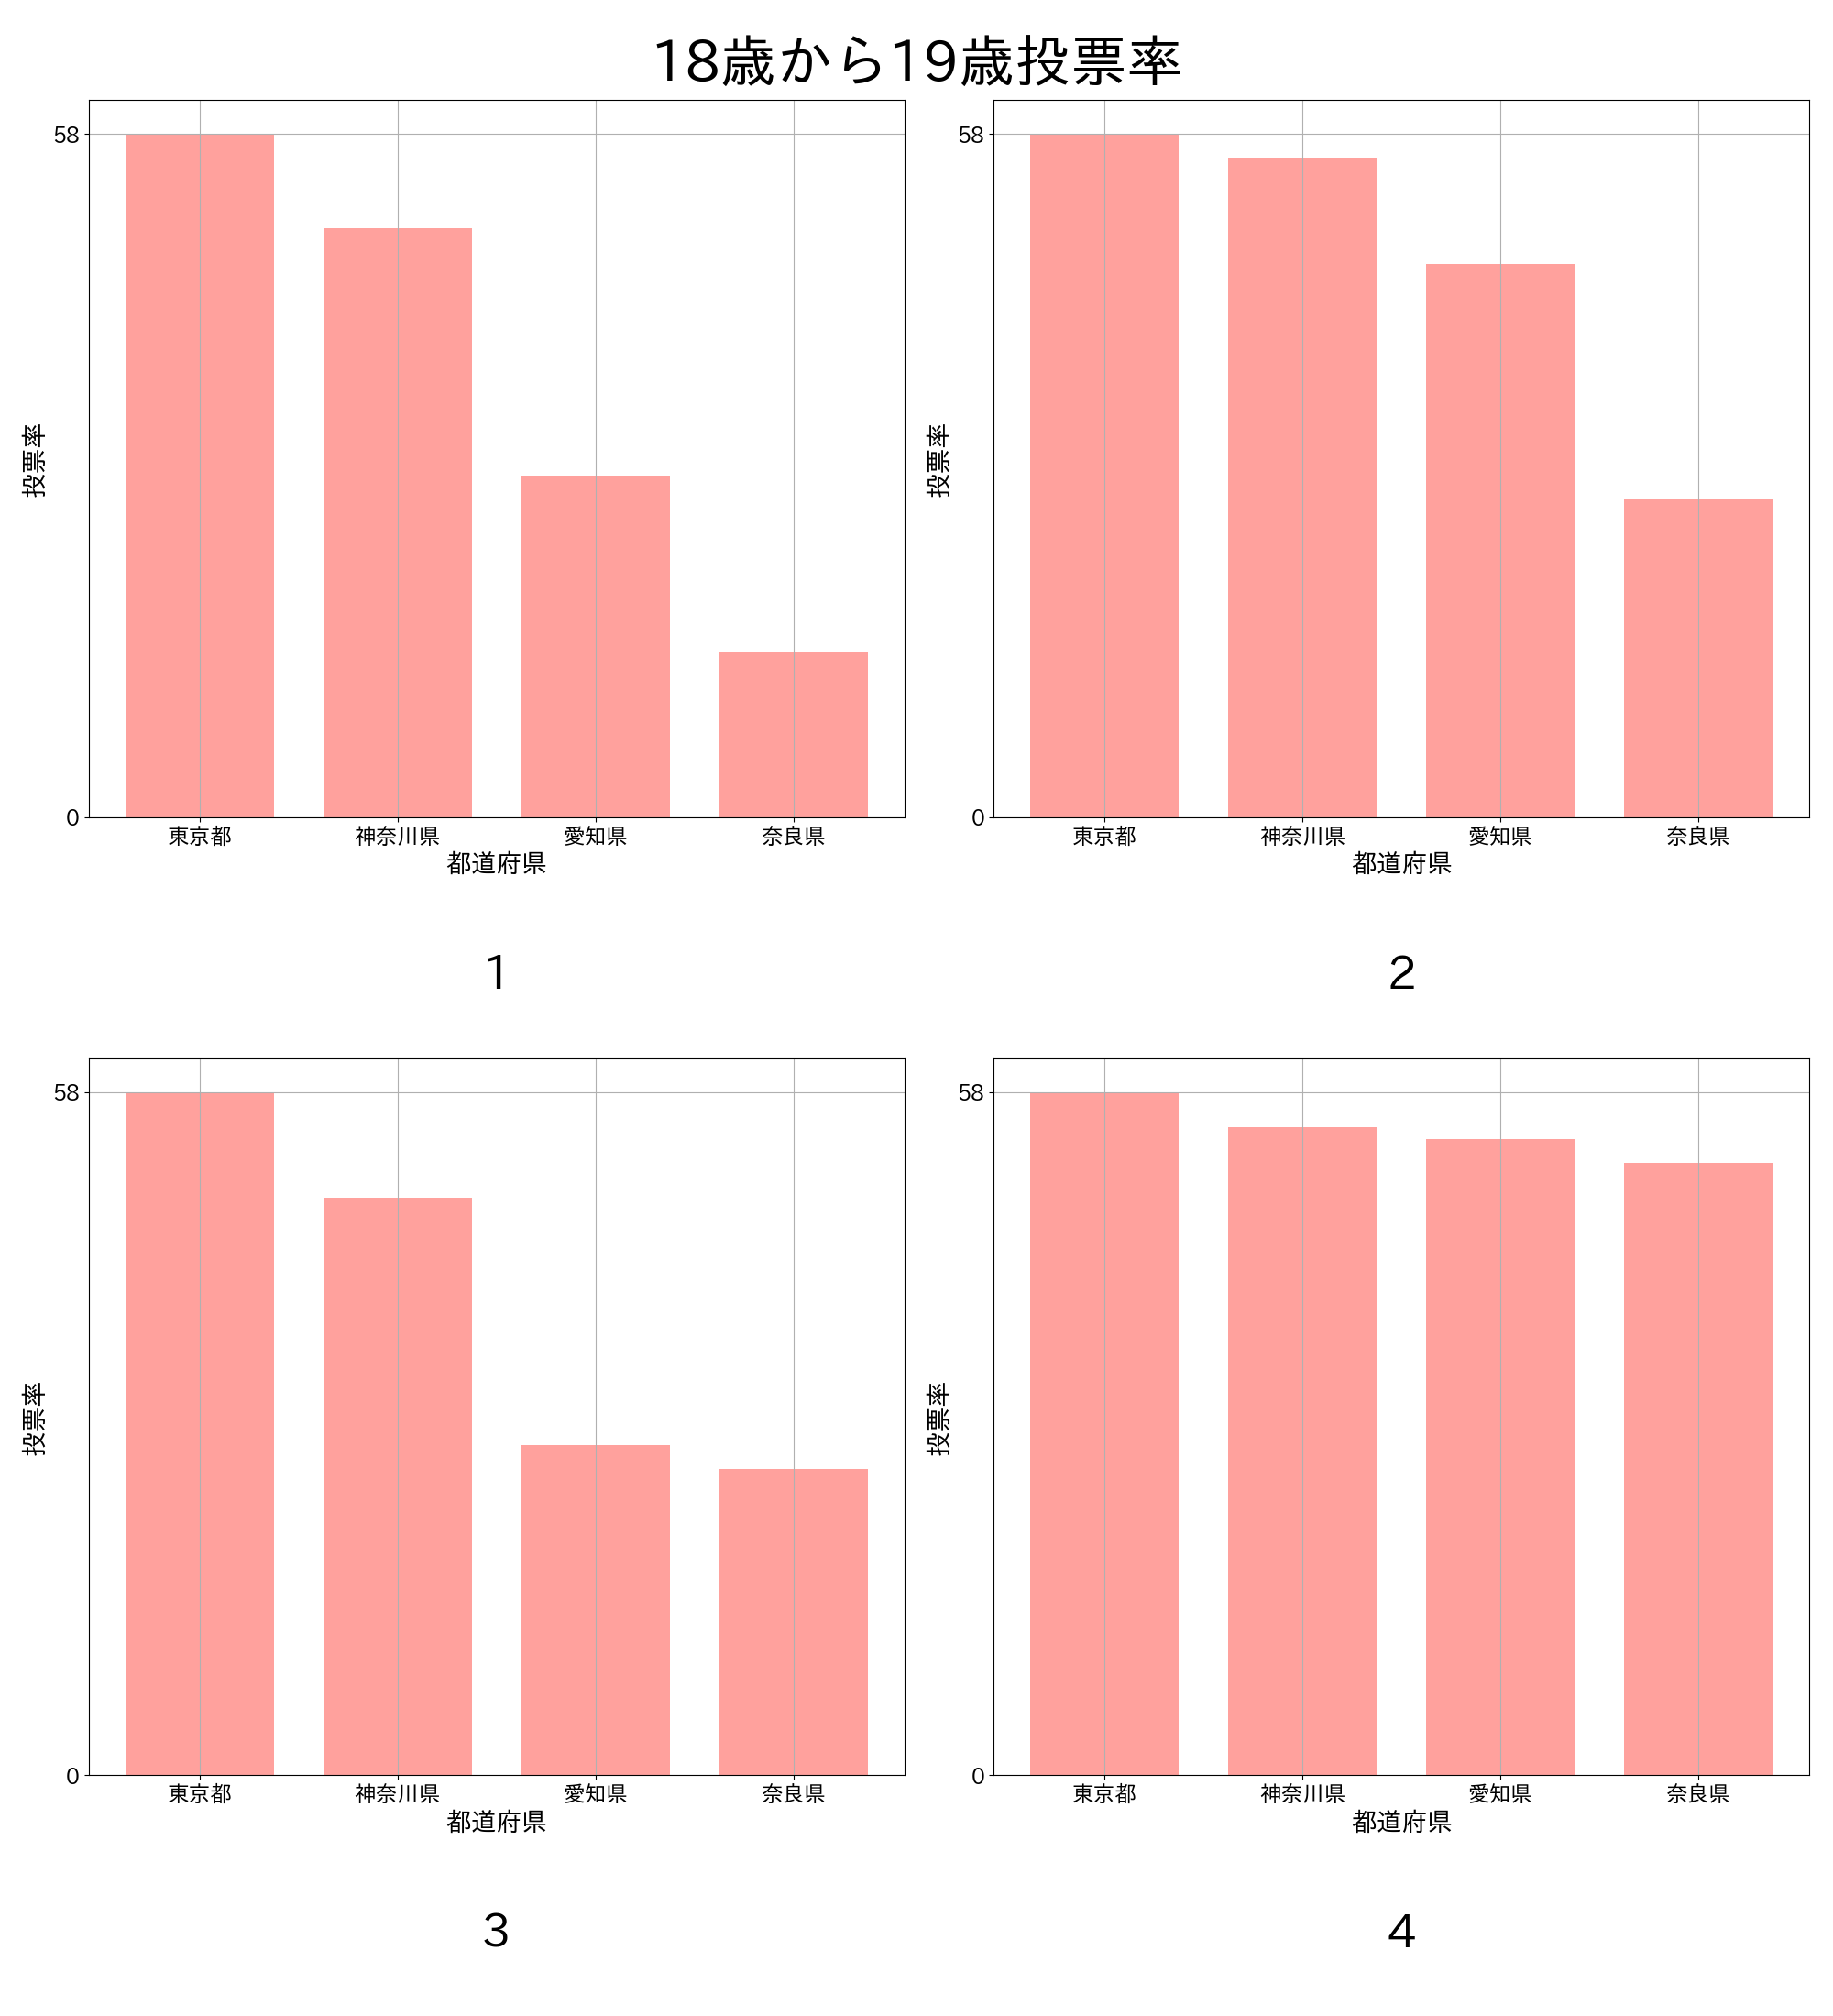 18歳から19歳投票率
58
0
投票率
東京都 神奈川県 愛知県 奈良県
都道府県
1
58
0
投票率
東京都 神奈川県 愛知県 奈良県
都道府県
2
58
0
投票率
東京都 神奈川県 愛知県 奈良県
都道府県
3
58
0
投票率
東京都 神奈川県 愛知県 奈良県
都道府県
4